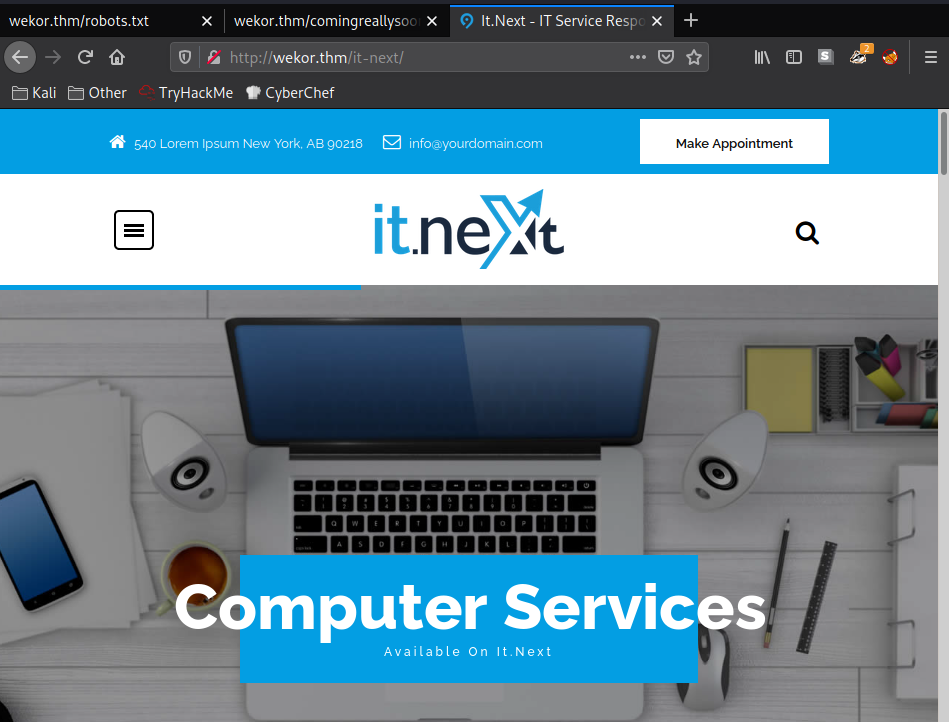 wekor.thm/robots.txt
wekor.thm/comingreallysoon
It.Next - IT Service Respo
http://wekor.thm/it-next/
S
2
Kali
Other
TryHackMe
CyberChef
540 Lorem Ipsum New York, AB 90218
info@yourdomain.com
Make Appointment
it.next
Computer Services
Available On It.Next